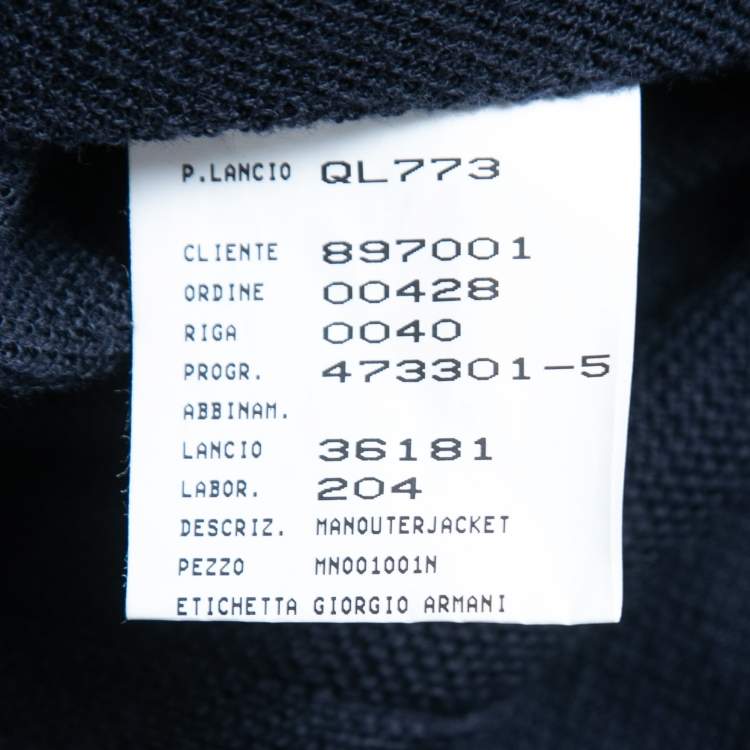 P.LANCIO QL773
CLIENTE 897001
ORDINE 00428
RIGA 0040
PROGR. 473301-5
ABBINAM.
LANCIO 36181
LABOR. 204
DESCRIZ. MANOUTERJACKET
PEZZO MN001001N
ETICHETTA GIORGIO ARMANI